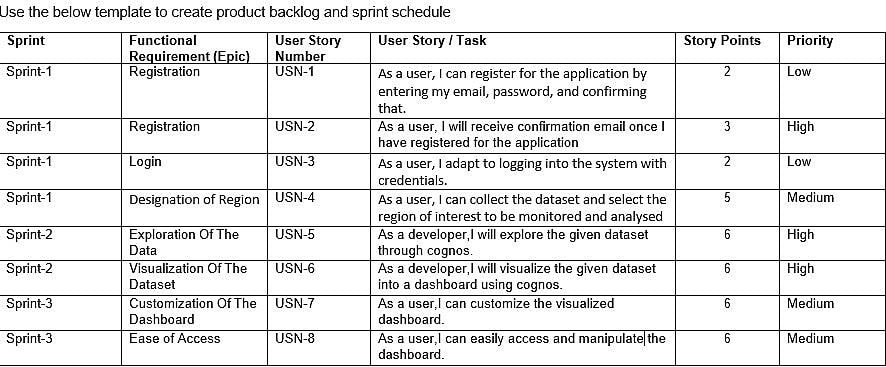 Use the below template to create product backlog and sprint schedule
Sprint Functional Requirement (Epic) User Story Number User Story / Task Story Points Priority
Sprint-1 Registration USN-1 As a user, I can register for the application by entering my email, password, and confirming that. 2 Low
Sprint-1 Registration USN-2 As a user, I will receive confirmation email once I have registered for the application 3 High
Sprint-1 Login USN-3 As a user, I adapt to logging into the system with credentials. 2 Low
Sprint-1 Designation of Region USN-4 As a user, I can collect the dataset and select the region of interest to be monitored and analysed 5 Medium
Sprint-2 Exploration Of The Data USN-5 As a developer,I will explore the given dataset through cognos. 6 High
Sprint-2 Visualization Of The Dataset USN-6 As a developer,I will visualize the given dataset into a dashboard using cognos. 6 High
Sprint-3 Customization Of The Dashboard USN-7 As a user,I can customize the visualized dashboard. 6 Medium
Sprint-3 Ease of Access USN-8 As a user,I can easily access and manipulate the dashboard. 6 Medium